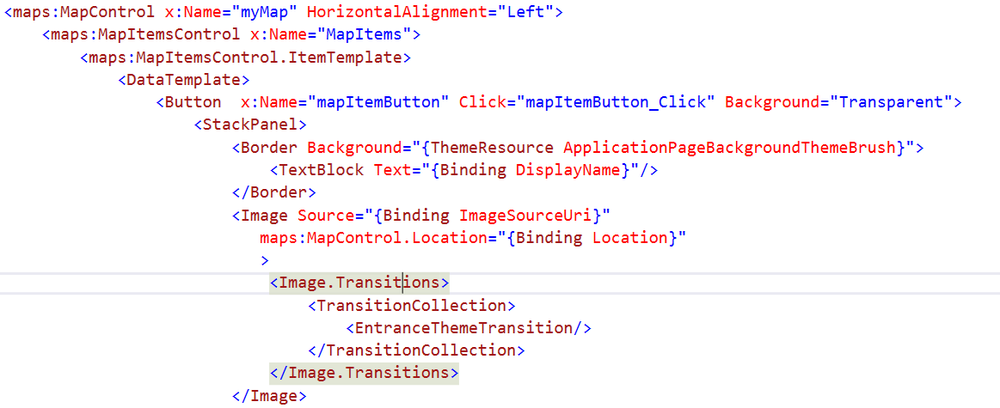 <maps:MapControl x:Name="myMap" HorizontalAlignment="Left">
<maps:MapItemsControl x:Name="MapItems">
<maps:MapItemsControl.ItemTemplate>
<DataTemplate>
<Button  x:Name="mapItemButton" Click="mapItemButton_Click" Background="Transparent">
<StackPanel>
<Border Background="{ThemeResource ApplicationPageBackgroundThemeBrush}">
<TextBlock Text="{Binding DisplayName}"/>
</Border>
<Image Source="{Binding ImageSourceUri}"
maps:MapControl.Location="{Binding Location}"
>
<Image.Transitions>
<TransitionCollection>
<EntranceThemeTransition/>
</TransitionCollection>
</Image.Transitions>
</Image>